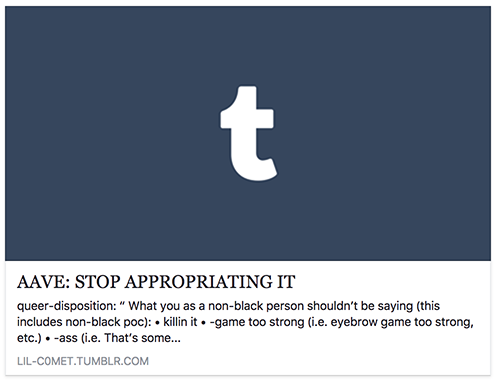 t
AAVE: STOP APPROPRIATING IT
queer-disposition: “ What you as a non-black person shouldn’t be saying (this
includes non-black poc): • killin it • -game too strong (i.e. eyebrow game too strong,
etc.) • -ass (i.e. That’s some...
LIL-C0MET.TUMBLR.COM